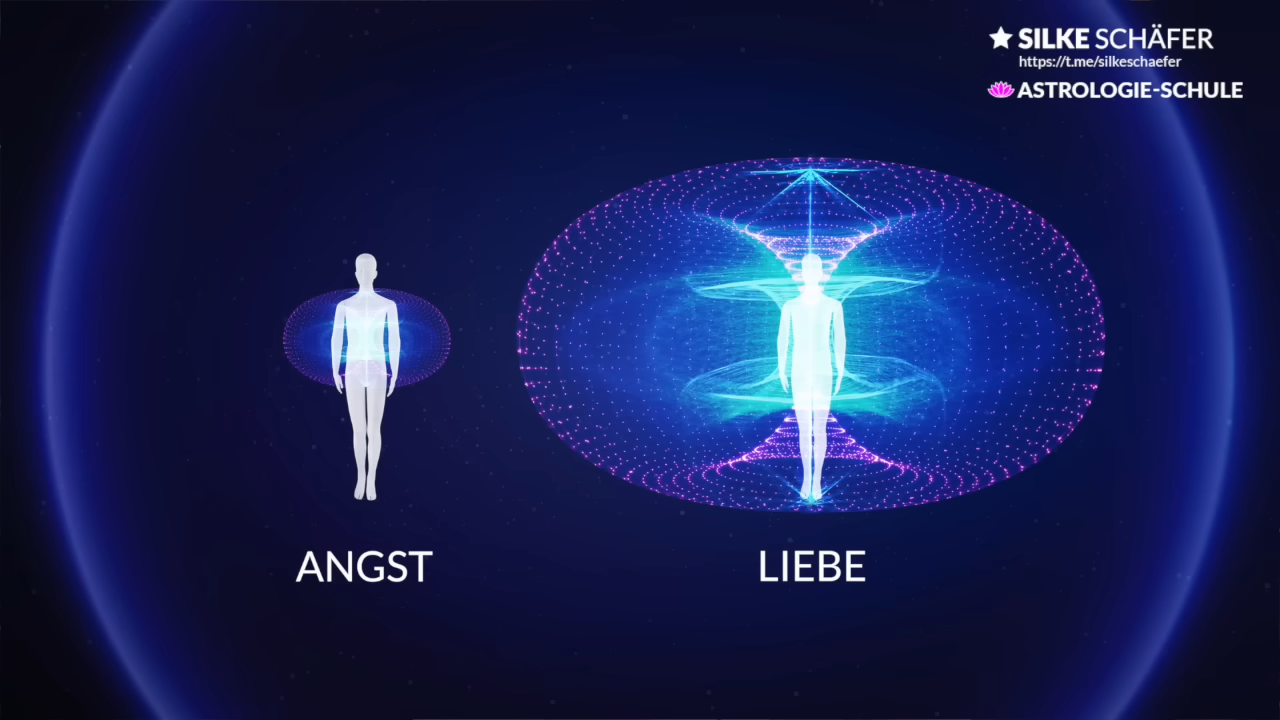 SILKE SCHÄFER
https://t.me/silkeschaefer
ASTROLOGIE-SCHULE
ANGST
LIEBE